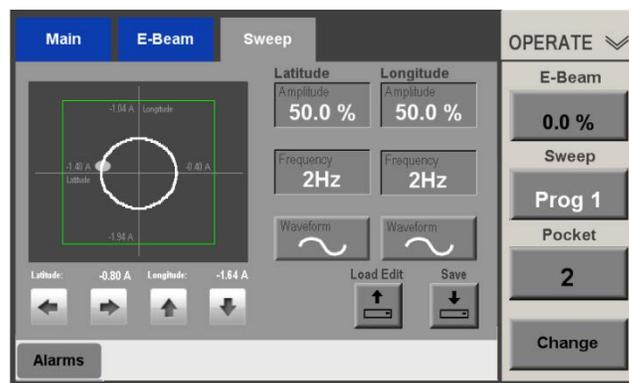 Main E-Beam Sweep
OPERATE
Latitude Longitude
Amplitude Amplitude
50.0 % 50.0 %
-1.04 A Longitude
Frequency Frequency
2Hz 2Hz
-1.40 A -0.40 A
Latitude
Waveform Waveform
-1.94 A
Latitude: -0.80 A Longitude: -1.64 A
Load Edit Save
Alarms
E-Beam
0.0 %
Sweep
Prog 1
Pocket
2
Change